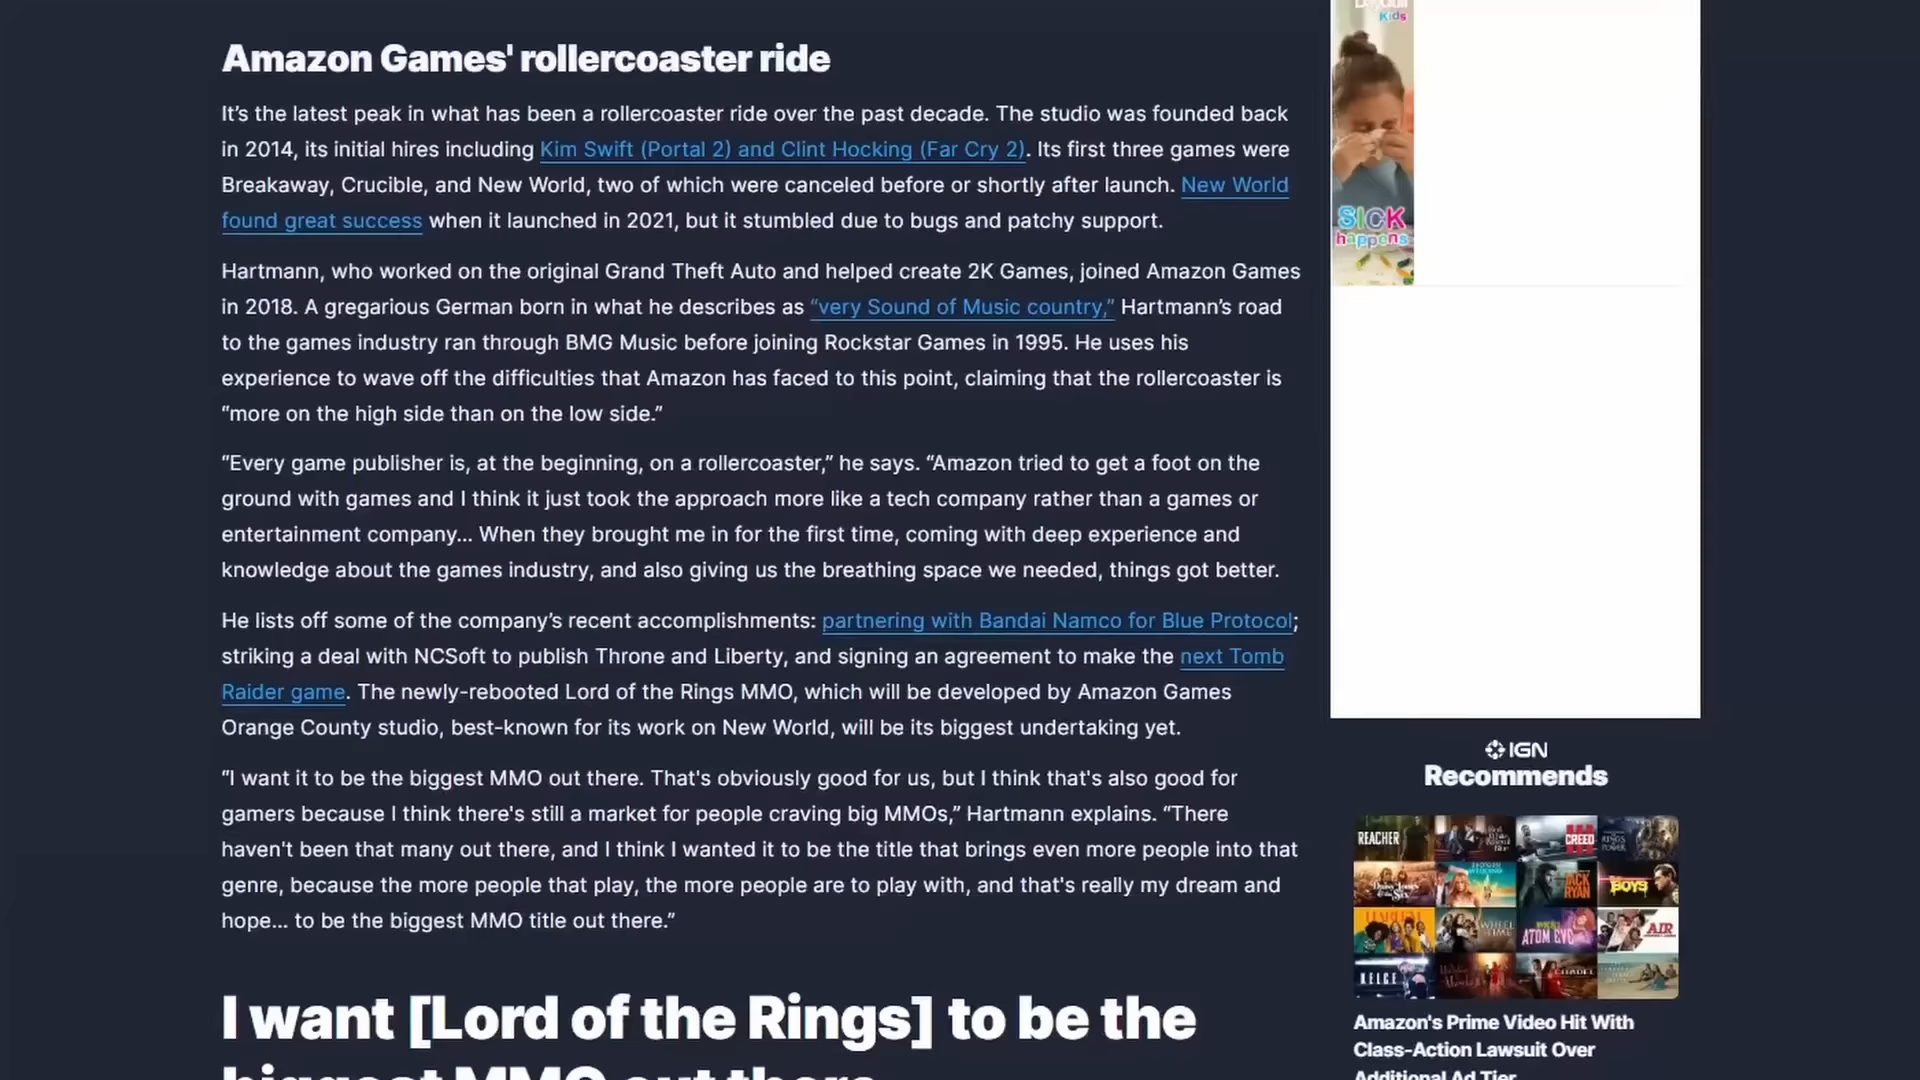 Amazon Games' rollercoaster ride
It’s the latest peak in what has been a rollercoaster ride over the past decade. The studio was founded back
in 2014, its initial hires including Kim Swift (Portal 2) and Clint Hocking (Far Cry 2). Its first three games were
Breakaway, Crucible, and New World, two of which were canceled before or shortly after launch. New World
found great success when it launched in 2021, but it stumbled due to bugs and patchy support.
Hartmann, who worked on the original Grand Theft Auto and helped create 2K Games, joined Amazon Games
in 2018. A gregarious German born in what he describes as “very Sound of Music country,” Hartmann’s road
to the games industry ran through BMG Music before joining Rockstar Games in 1995. He uses his
experience to wave off the difficulties that Amazon has faced to this point, claiming that the rollercoaster is
“more on the high side than on the low side.”
“Every game publisher is, at the beginning, on a rollercoaster,” he says. “Amazon tried to get a foot on the
ground with games and I think it just took the approach more like a tech company rather than a games or
entertainment company… When they brought me in for the first time, coming with deep experience and
knowledge about the games industry, and also giving us the breathing space we needed, things got better.
He lists off some of the company’s recent accomplishments: partnering with Bandai Namco for Blue Protocol;
striking a deal with NCSoft to publish Throne and Liberty, and signing an agreement to make the next Tomb
Raider game. The newly-rebooted Lord of the Rings MMO, which will be developed by Amazon Games
Orange County studio, best-known for its work on New World, will be its biggest undertaking yet.
“I want it to be the biggest MMO out there. That's obviously good for us, but I think that's also good for
gamers because I think there's still a market for people craving big MMOs,” Hartmann explains. “There
haven't been that many out there, and I think I wanted it to be the title that brings even more people into that
genre, because the more people that play, the more people are to play with, and that's really my dream and
hope… to be the biggest MMO title out there.”
I want [Lord of the Rings] to be the
biggest MMO out there
Kids
SICK
happens
IGN
Recommends
REACHER
CREED
III
JACK
RYAN
THE BOYS
WHEEL
TIME
ATOM EVE
AIR
KELCE
CITADEL
Amazon's Prime Video Hit With
Class-Action Lawsuit Over
Additional Ad Tier